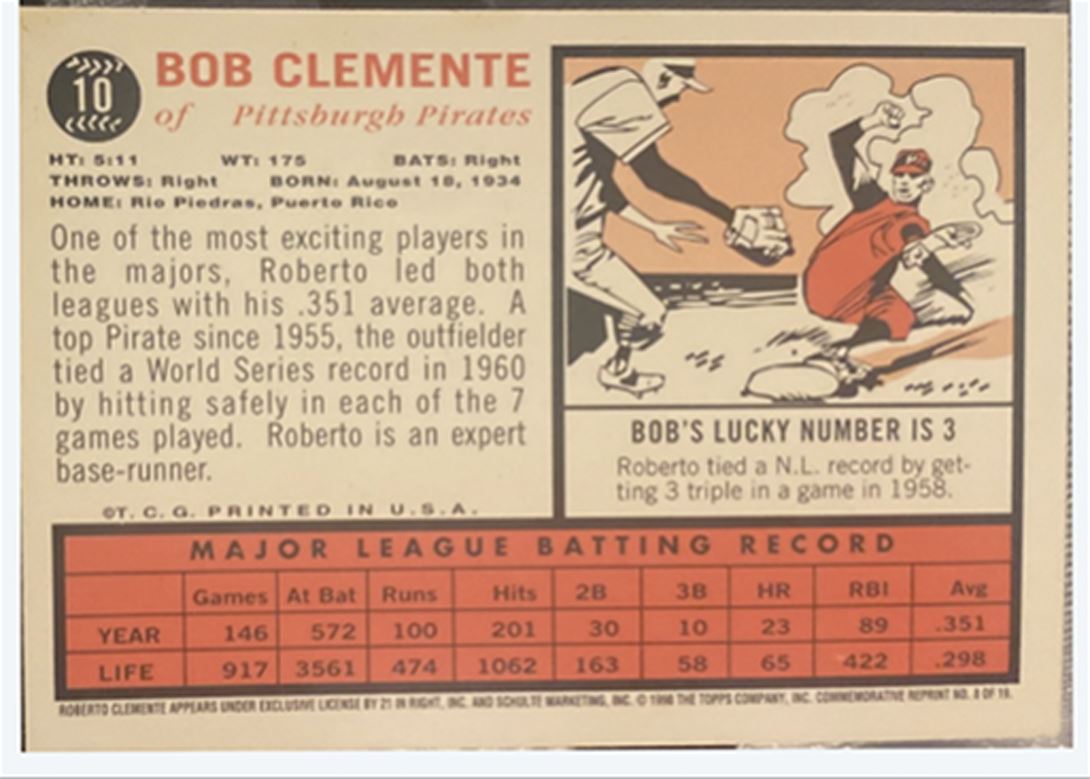 10
BOB CLEMENTE
of Pittsburgh Pirates
HT: 5:11 WT: 175 BATS: Right
THROWS: Right BORN: August 18, 1934
HOME: Rio Piedras, Puerto Rico
One of the most exciting players in
the majors, Roberto led both
leagues with his .351 average. A
top Pirate since 1955, the outfielder
tied a World Series record in 1960
by hitting safely in each of the 7
games played. Roberto is an expert
base-runner.
©T. C. G. PRINTED IN U.S.A.
BOB'S LUCKY NUMBER IS 3
Roberto tied a N.L. record by get-
ting 3 triple in a game in 1958.
MAJOR LEAGUE BATTING RECORD
Games At Bat Runs Hits 2B 3B HR RBI Avg
YEAR 146 572 100 201 30 10 23 89 .351
LIFE 917 3561 474 1062 163 58 65 422 .298
ROBERTO CLEMENTE APPEARS UNDER EXCLUSIVE LICENSE BY 21 IN RIGHT, INC. AND SCHULTE MARKETING, INC. © 1998 THE TOPPS COMPANY, INC. COMMEMORATIVE REPRINT NO. 8 OF 19.